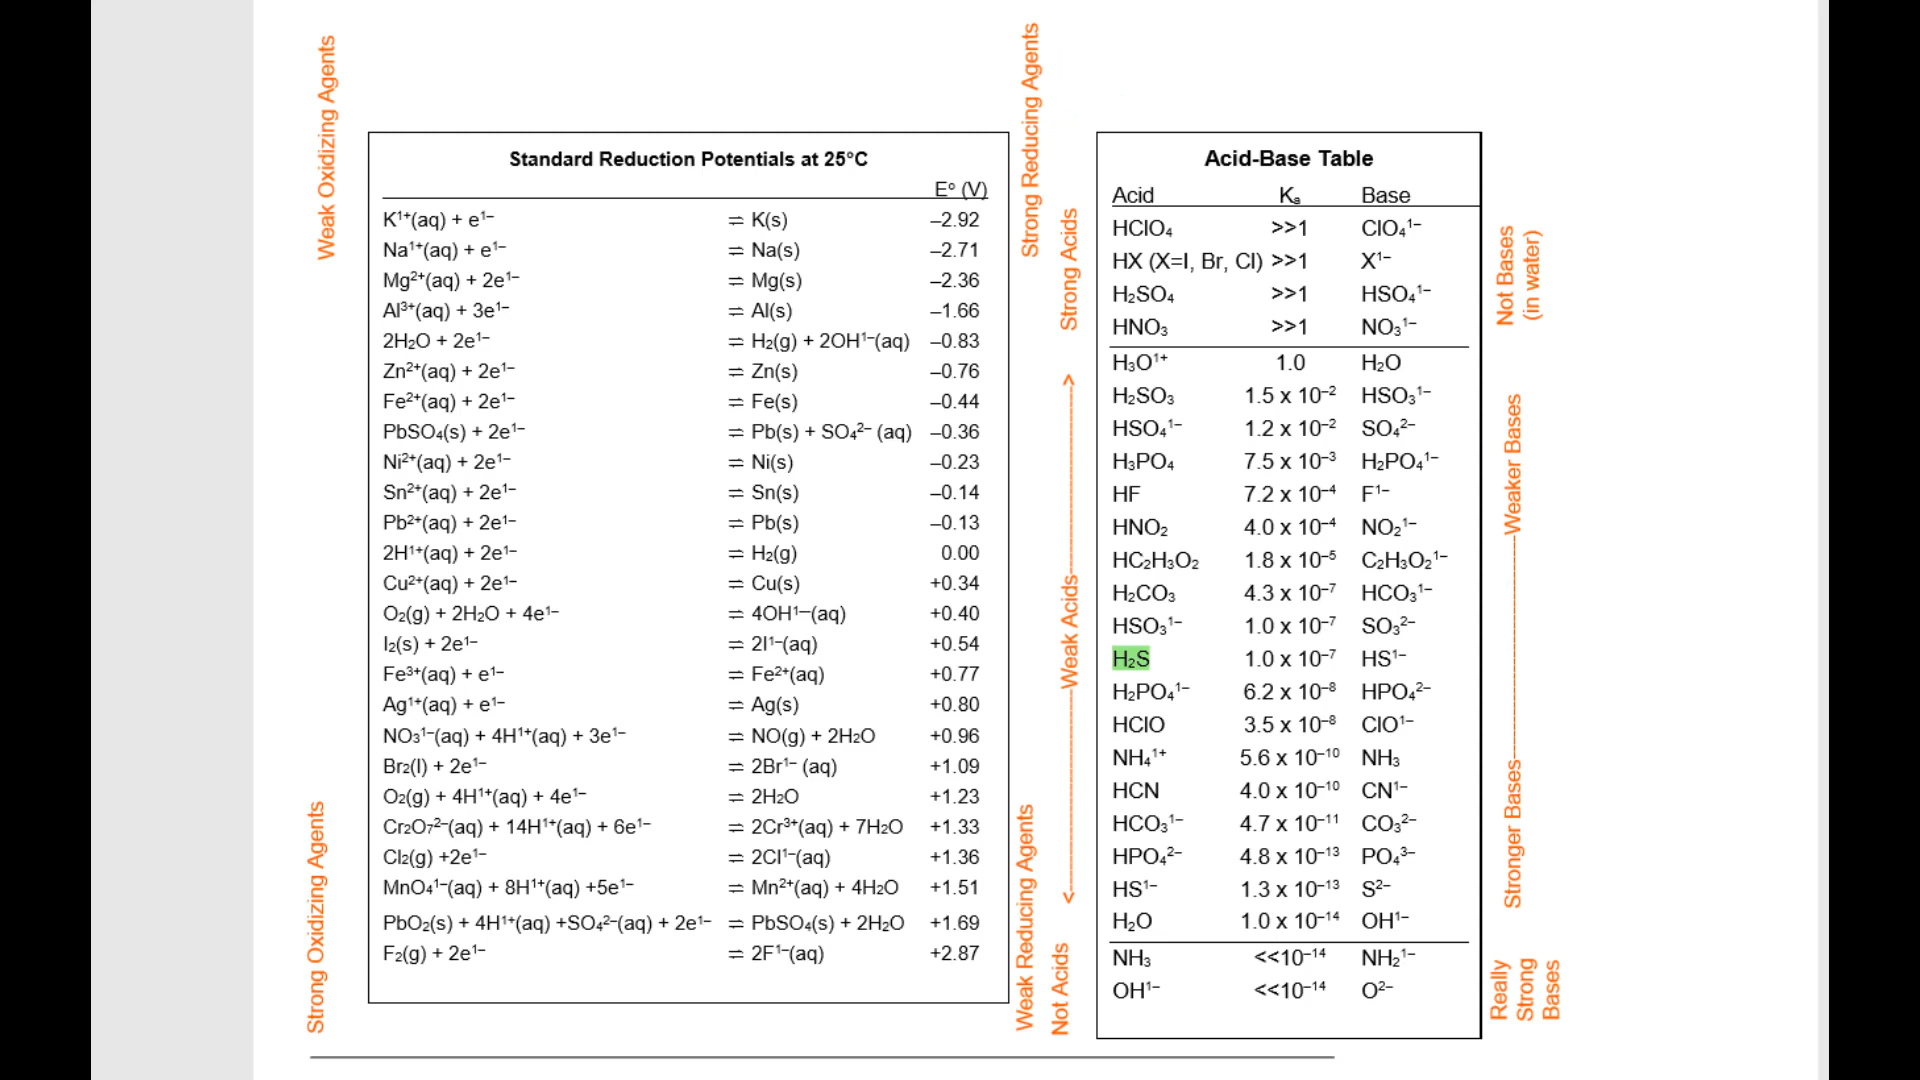 Weak Oxidizing Agents
Strong Oxidizing Agents
Standard Reduction Potentials at 25°C
E° (V)
K¹⁺(aq) + e¹⁻ ⇌ K(s) –2.92
Na¹⁺(aq) + e¹⁻ ⇌ Na(s) –2.71
Mg²⁺(aq) + 2e¹⁻ ⇌ Mg(s) –2.36
Al³⁺(aq) + 3e¹⁻ ⇌ Al(s) –1.66
2H₂O + 2e¹⁻ ⇌ H₂(g) + 2OH¹⁻(aq) –0.83
Zn²⁺(aq) + 2e¹⁻ ⇌ Zn(s) –0.76
Fe²⁺(aq) + 2e¹⁻ ⇌ Fe(s) –0.44
PbSO₄(s) + 2e¹⁻ ⇌ Pb(s) + SO₄²⁻ (aq) –0.36
Ni²⁺(aq) + 2e¹⁻ ⇌ Ni(s) –0.23
Sn²⁺(aq) + 2e¹⁻ ⇌ Sn(s) –0.14
Pb²⁺(aq) + 2e¹⁻ ⇌ Pb(s) –0.13
2H¹⁺(aq) + 2e¹⁻ ⇌ H₂(g) 0.00
Cu²⁺(aq) + 2e¹⁻ ⇌ Cu(s) +0.34
O₂(g) + 2H₂O + 4e¹⁻ ⇌ 4OH¹⁻(aq) +0.40
I₂(s) + 2e¹⁻ ⇌ 2I¹⁻(aq) +0.54
Fe³⁺(aq) + e¹⁻ ⇌ Fe²⁺(aq) +0.77
Ag¹⁺(aq) + e¹⁻ ⇌ Ag(s) +0.80
NO₃¹⁻(aq) + 4H¹⁺(aq) + 3e¹⁻ ⇌ NO(g) + 2H₂O +0.96
Br₂(l) + 2e¹⁻ ⇌ 2Br¹⁻ (aq) +1.09
O₂(g) + 4H¹⁺(aq) + 4e¹⁻ ⇌ 2H₂O +1.23
Cr₂O₇²⁻(aq) + 14H¹⁺(aq) + 6e¹⁻ ⇌ 2Cr³⁺(aq) + 7H₂O +1.33
Cl₂(g) +2e¹⁻ ⇌ 2Cl¹⁻(aq) +1.36
MnO₄¹⁻(aq) + 8H¹⁺(aq) +5e¹⁻ ⇌ Mn²⁺(aq) + 4H₂O +1.51
PbO₂(s) + 4H¹⁺(aq) +SO₄²⁻(aq) + 2e¹⁻ ⇌ PbSO₄(s) + 2H₂O +1.69
F₂(g) + 2e¹⁻ ⇌ 2F¹⁻(aq) +2.87
Strong Reducing Agents
Weak Reducing Agents
Strong Acids
Weak Acids
Not Acids
Acid-Base Table
Acid Kₐ Base
HClO₄ >>1 ClO₄¹⁻
HX (X=I, Br, Cl) >>1 X¹⁻
H₂SO₄ >>1 HSO₄¹⁻
HNO₃ >>1 NO₃¹⁻
H₃O¹⁺ 1.0 H₂O
H₂SO₃ 1.5 x 10⁻² HSO₃¹⁻
HSO₄¹⁻ 1.2 x 10⁻² SO₄²⁻
H₃PO₄ 7.5 x 10⁻³ H₂PO₄¹⁻
HF 7.2 x 10⁻⁴ F¹⁻
HNO₂ 4.0 x 10⁻⁴ NO₂¹⁻
HC₂H₃O₂ 1.8 x 10⁻⁵ C₂H₃O₂¹⁻
H₂CO₃ 4.3 x 10⁻⁷ HCO₃¹⁻
HSO₃¹⁻ 1.0 x 10⁻⁷ SO₃²⁻
H₂S 1.0 x 10⁻⁷ HS¹⁻
H₂PO₄¹⁻ 6.2 x 10⁻⁸ HPO₄²⁻
HClO 3.5 x 10⁻⁸ ClO¹⁻
NH₄¹⁺ 5.6 x 10⁻¹⁰ NH₃
HCN 4.0 x 10⁻¹⁰ CN¹⁻
HCO₃¹⁻ 4.7 x 10⁻¹¹ CO₃²⁻
HPO₄²⁻ 4.8 x 10⁻¹³ PO₄³⁻
HS¹⁻ 1.3 x 10⁻¹³ S²⁻
H₂O 1.0 x 10⁻¹⁴ OH¹⁻
NH₃ <<10⁻¹⁴ NH₂¹⁻
OH¹⁻ <<10⁻¹⁴ O²⁻
Not Bases
(in water)
Stronger Bases Weaker Bases
Really
Strong
Bases